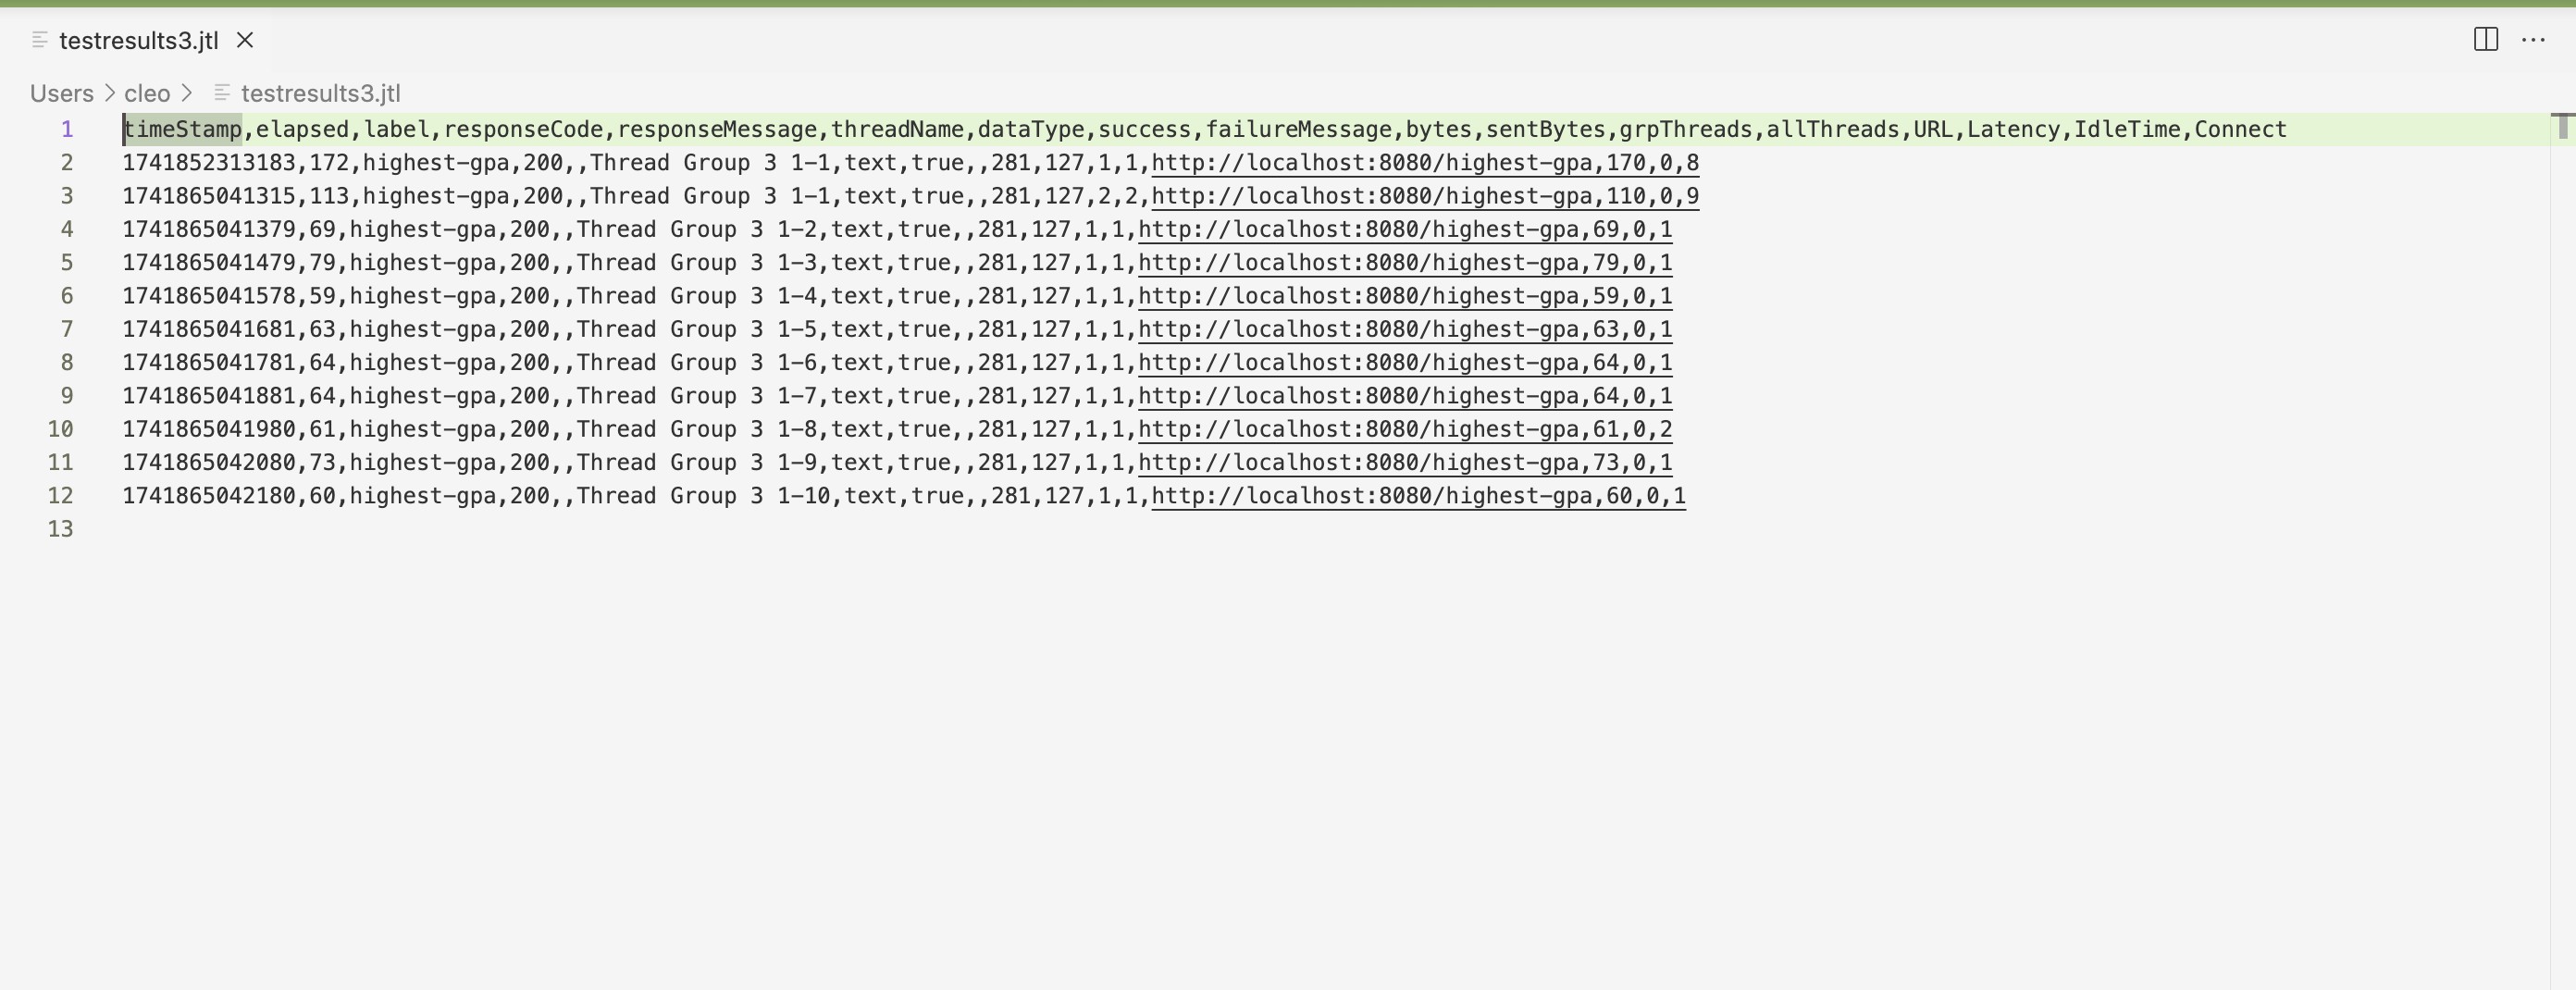 testresults3.jtl
Users > cleo > testresults3.jtl
1 timeStamp,elapsed,label,responseCode,responseMessage,threadName,dataType,success,failureMessage,bytes,sentBytes,grpThreads,allThreads,URL,Latency,IdleTime,Connect
2 1741852313183,172,highest-gpa,200,,Thread Group 3 1-1,text,true,,281,127,1,1,http://localhost:8080/highest-gpa,170,0,8
3 1741865041315,113,highest-gpa,200,,Thread Group 3 1-1,text,true,,281,127,2,2,http://localhost:8080/highest-gpa,110,0,9
4 1741865041379,69,highest-gpa,200,,Thread Group 3 1-2,text,true,,281,127,1,1,http://localhost:8080/highest-gpa,69,0,1
5 1741865041479,79,highest-gpa,200,,Thread Group 3 1-3,text,true,,281,127,1,1,http://localhost:8080/highest-gpa,79,0,1
6 1741865041578,59,highest-gpa,200,,Thread Group 3 1-4,text,true,,281,127,1,1,http://localhost:8080/highest-gpa,59,0,1
7 1741865041681,63,highest-gpa,200,,Thread Group 3 1-5,text,true,,281,127,1,1,http://localhost:8080/highest-gpa,63,0,1
8 1741865041781,64,highest-gpa,200,,Thread Group 3 1-6,text,true,,281,127,1,1,http://localhost:8080/highest-gpa,64,0,1
9 1741865041881,64,highest-gpa,200,,Thread Group 3 1-7,text,true,,281,127,1,1,http://localhost:8080/highest-gpa,64,0,1
10 1741865041980,61,highest-gpa,200,,Thread Group 3 1-8,text,true,,281,127,1,1,http://localhost:8080/highest-gpa,61,0,2
11 1741865042080,73,highest-gpa,200,,Thread Group 3 1-9,text,true,,281,127,1,1,http://localhost:8080/highest-gpa,73,0,1
12 1741865042180,60,highest-gpa,200,,Thread Group 3 1-10,text,true,,281,127,1,1,http://localhost:8080/highest-gpa,60,0,1
13